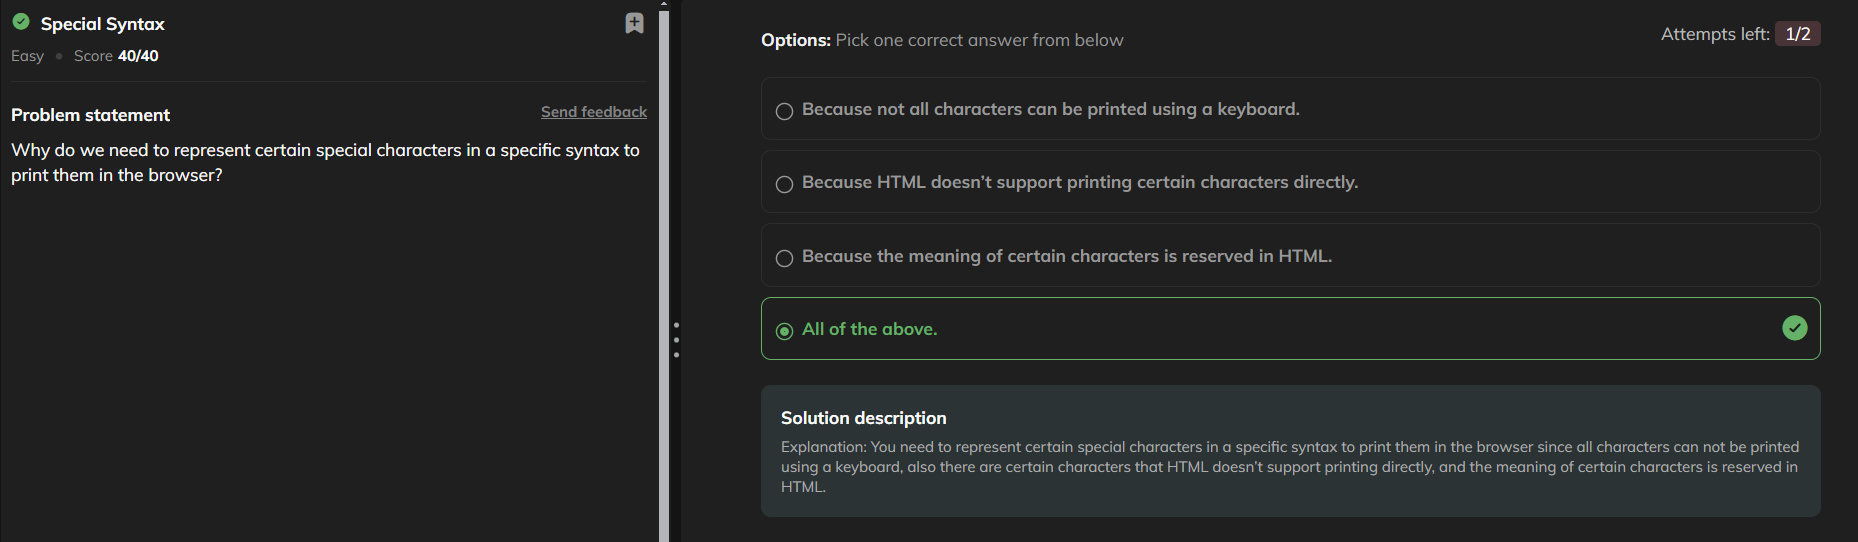 Special Syntax
Easy • Score 40/40
Problem statement
Send feedback
Why do we need to represent certain special characters in a specific syntax to
print them in the browser?
Options: Pick one correct answer from below
Attempts left: 1/2
Because not all characters can be printed using a keyboard.
Because HTML doesn’t support printing certain characters directly.
Because the meaning of certain characters is reserved in HTML.
All of the above.
Solution description
Explanation: You need to represent certain special characters in a specific syntax to print them in the browser since all characters can not be printed
using a keyboard, also there are certain characters that HTML doesn’t support printing directly, and the meaning of certain characters is reserved in
HTML.